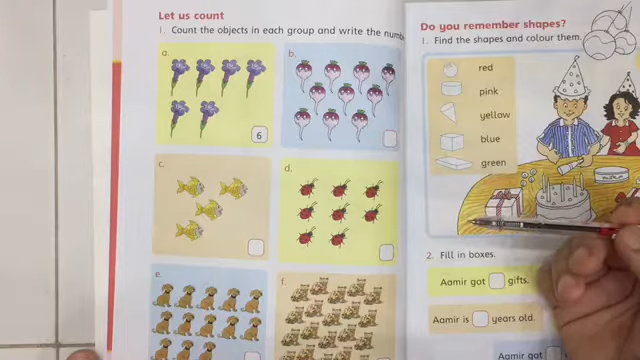 Let us count
1. Count the objects in each group and write the
a.
b.
6
c.
d.
e.
f.
Do you remember shapes?
1. Find the shapes and colour them.
red
pink
yellow
blue
green
2. Fill in boxes.
Aamir got gifts.
Aamir is years old.
Aamir got